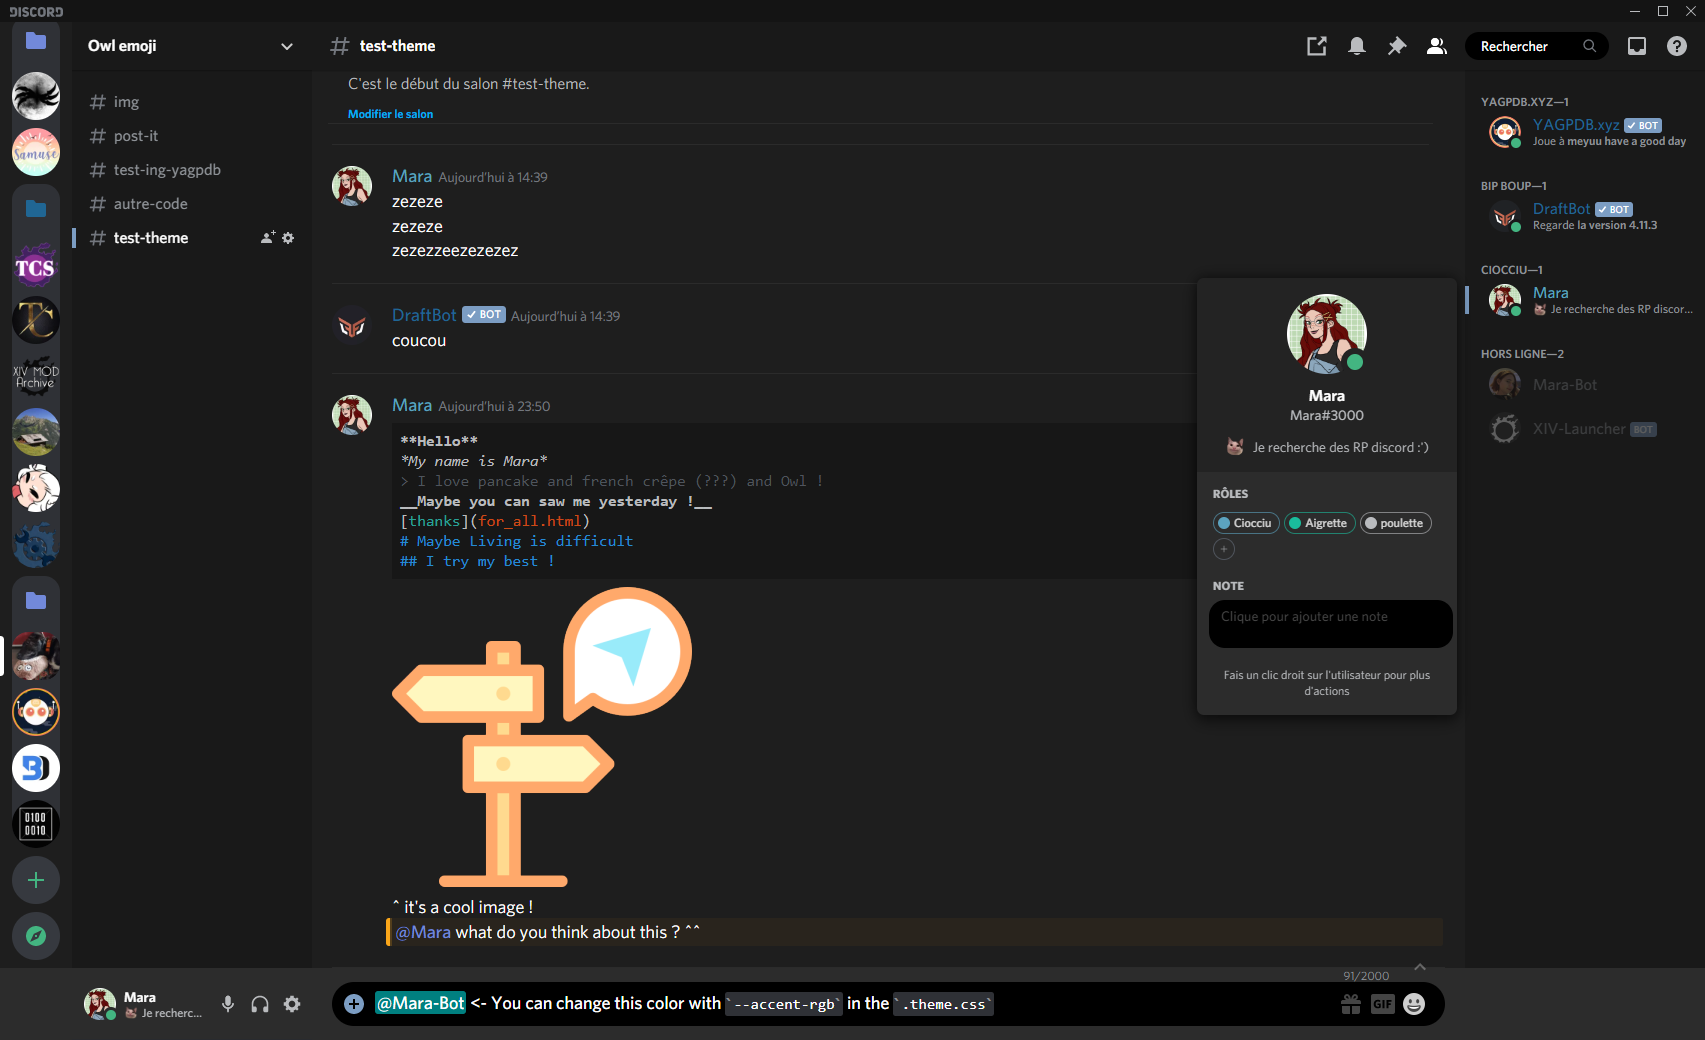 DISCORD
Owl emoji
# test-theme
Rechercher
Samuse
TCS
TC
XIV MOD
Archive
0100
0010
# img
# post-it
# test-ing-yagpdb
# autre-code
# test-theme
C'est le début du salon #test-theme.
Modifier le salon
Mara Aujourd'hui à 14:39
zezeze
zezeze
zezezzeezezezez
DraftBot ✓ BOT Aujourd'hui à 14:39
coucou
Mara Aujourd'hui à 23:50
**Hello**
*My name is Mara*
> I love pancake and french crêpe (???) and Owl !
__Maybe you can saw me yesterday !__
[thanks](for_all.html)
# Maybe Living is difficult
## I try my best !
^ it's a cool image !
@Mara what do you think about this ? ^^
Mara
Mara#3000
Je recherche des RP discord :')
RÔLES
Ciocciu Aigrette poulette
+
NOTE
Clique pour ajouter une note
Fais un clic droit sur l'utilisateur pour plus
d'actions
YAGPDB.XYZ—1
YAGPDB.xyz ✓ BOT
Joue à meyuu have a good day
BIP BOUP—1
DraftBot ✓ BOT
Regarde la version 4.11.3
CIOCCIU—1
Mara
Je recherche des RP discor...
HORS LIGNE—2
Mara-Bot
XIV-Launcher BOT
Mara
Je recherc...
91/2000
@Mara-Bot <- You can change this color with `--accent-rgb` in the `.theme.css`
GIF